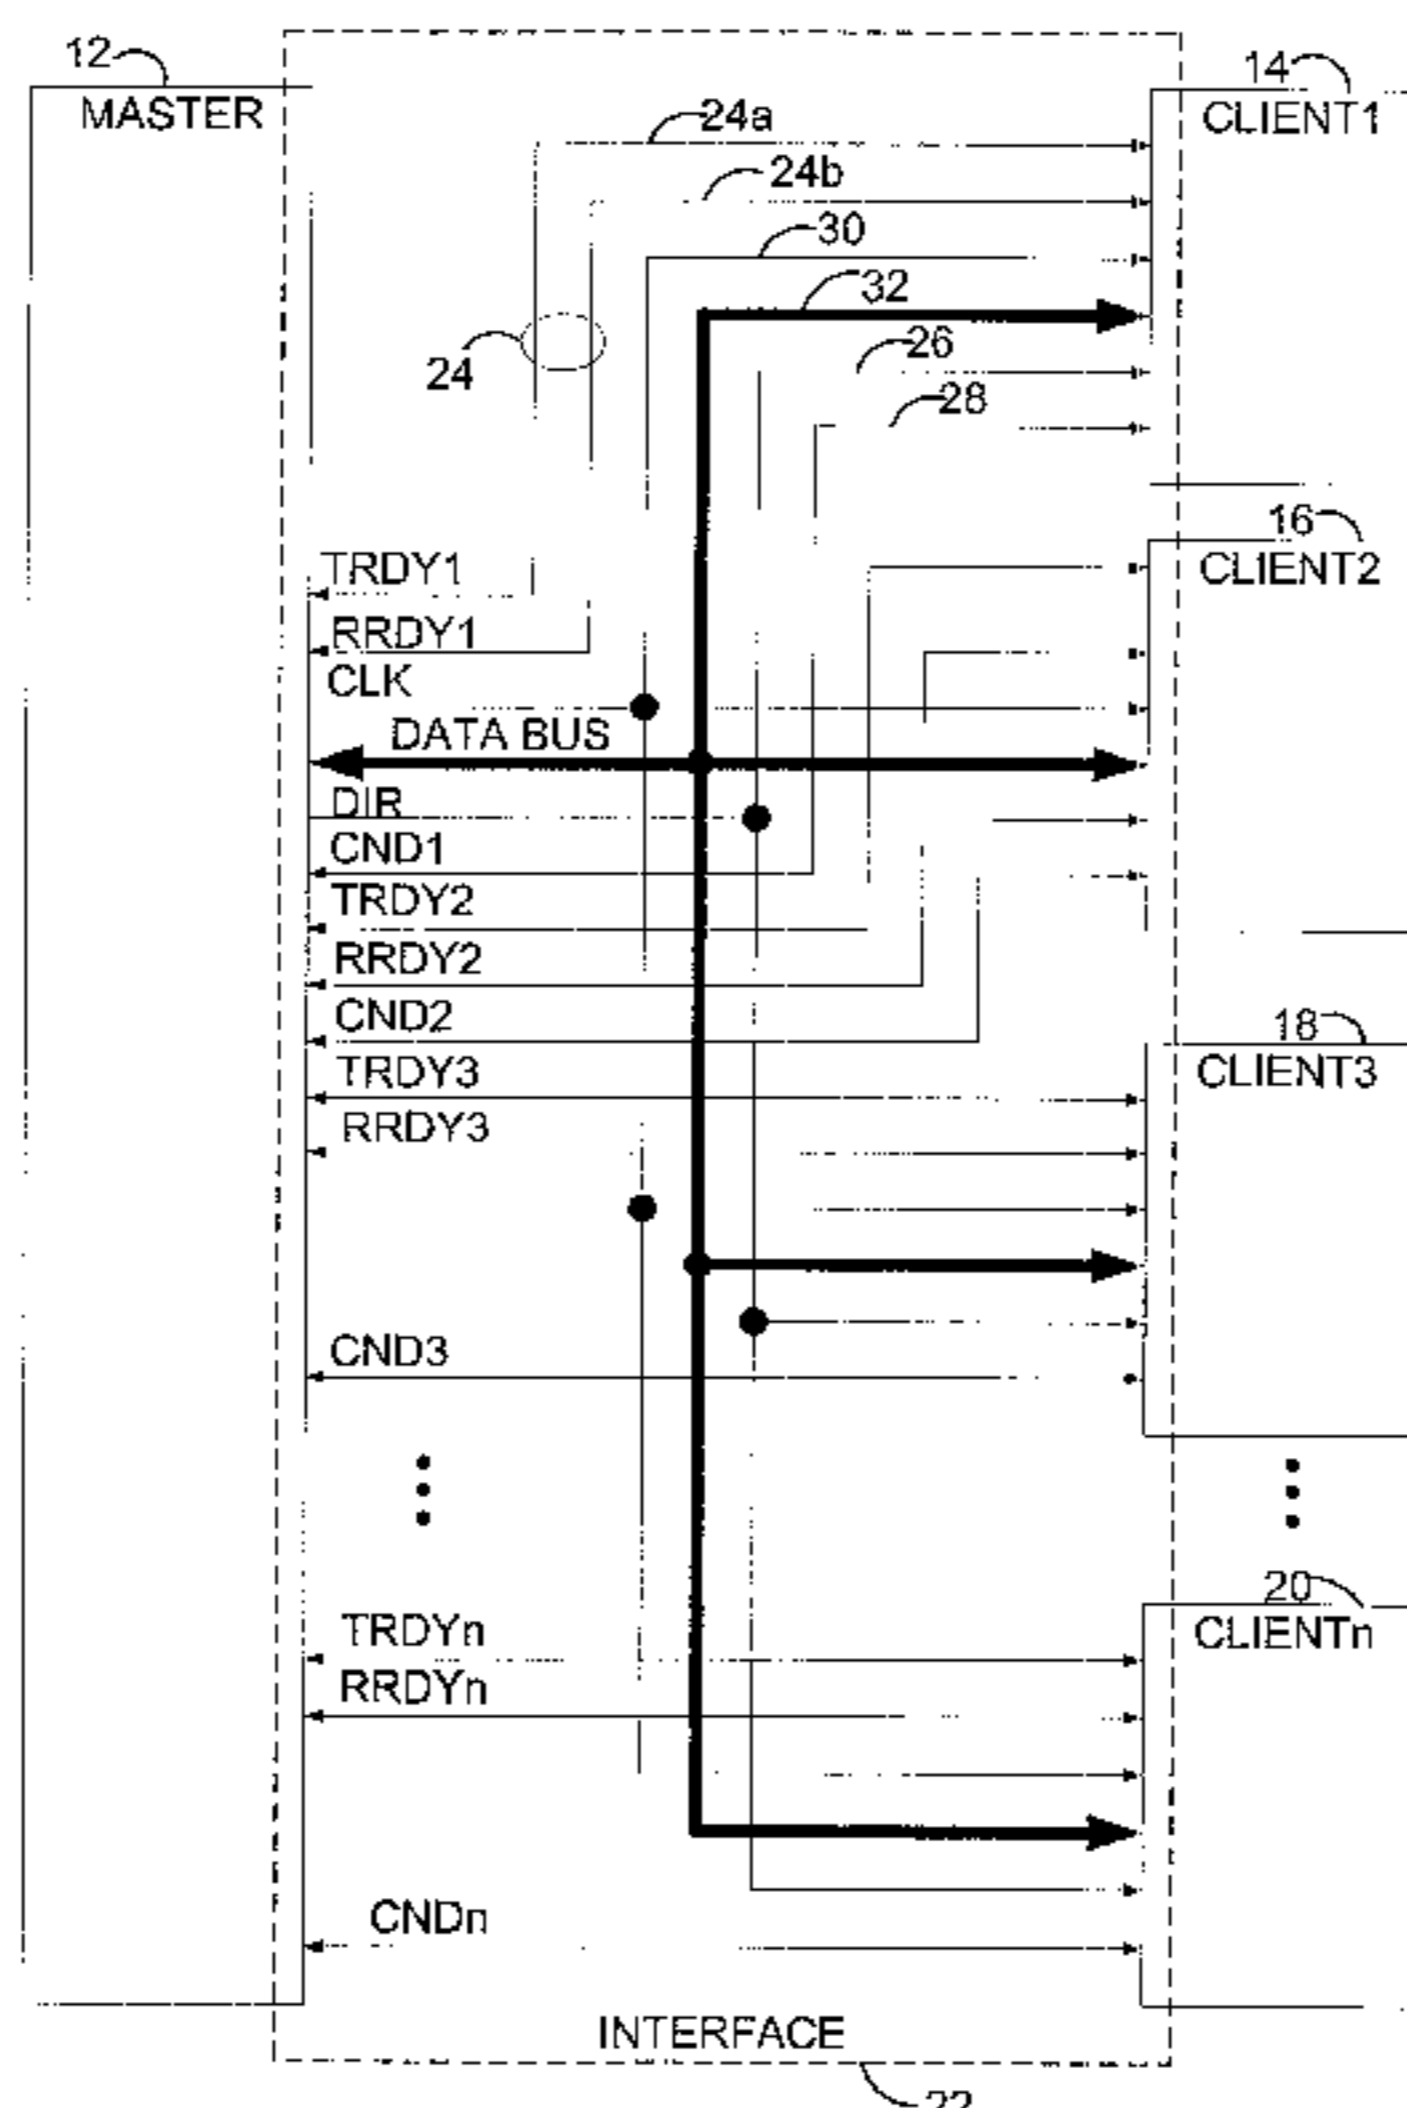 12
MASTER
14
CLIENT1
24a
24b
30
32
24
26
28
16
CLIENT2
TRDY1
RRDY1
CLK
DATA BUS
DIR
CND1
TRDY2
RRDY2
CND2
18
CLIENT3
TRDY3
RRDY3
CND3
20
CLIENTn
TRDYn
RRDYn
CNDn
INTERFACE
22